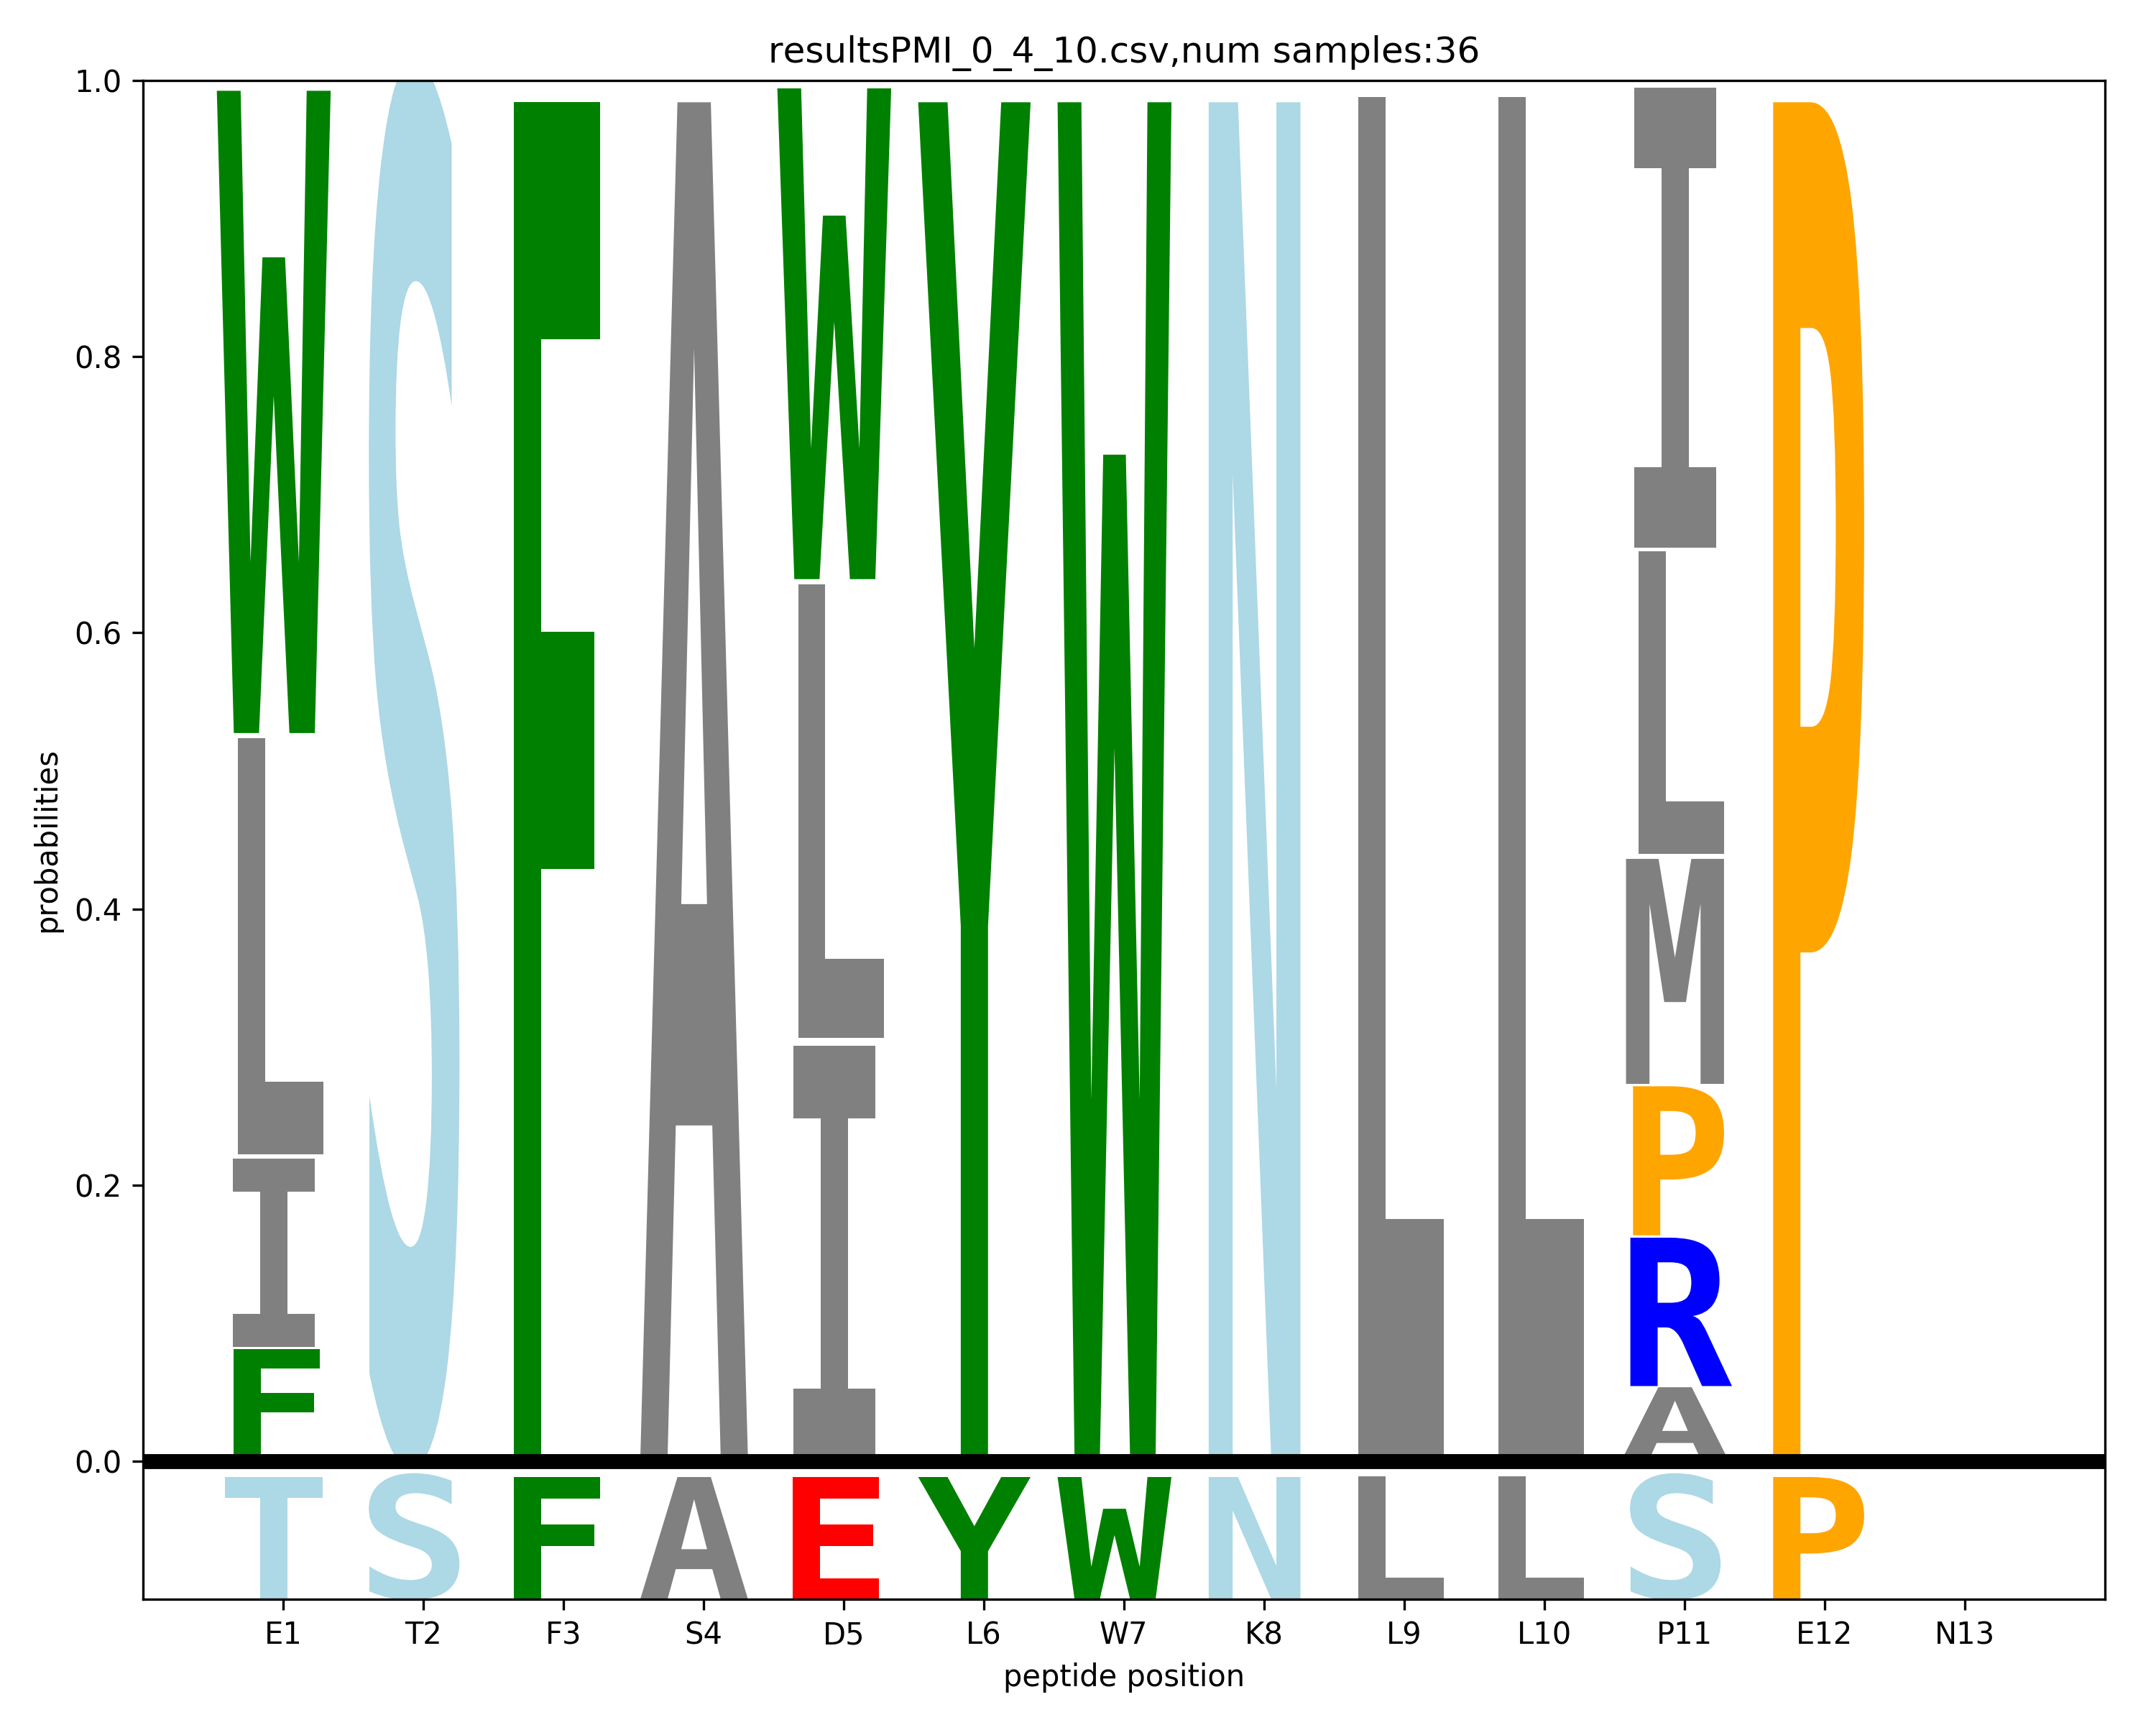 resultsPMI_0_4_10.csv,num samples:36
1.0
0.8
0.6
0.4
0.2
0.0
probabilities
W S F A W Y W N L L I P
L L L
I I M
F P
R
A
T S F A E Y W N L L S P
E1 T2 F3 S4 D5 L6 W7 K8 L9 L10 P11 E12 N13
peptide position